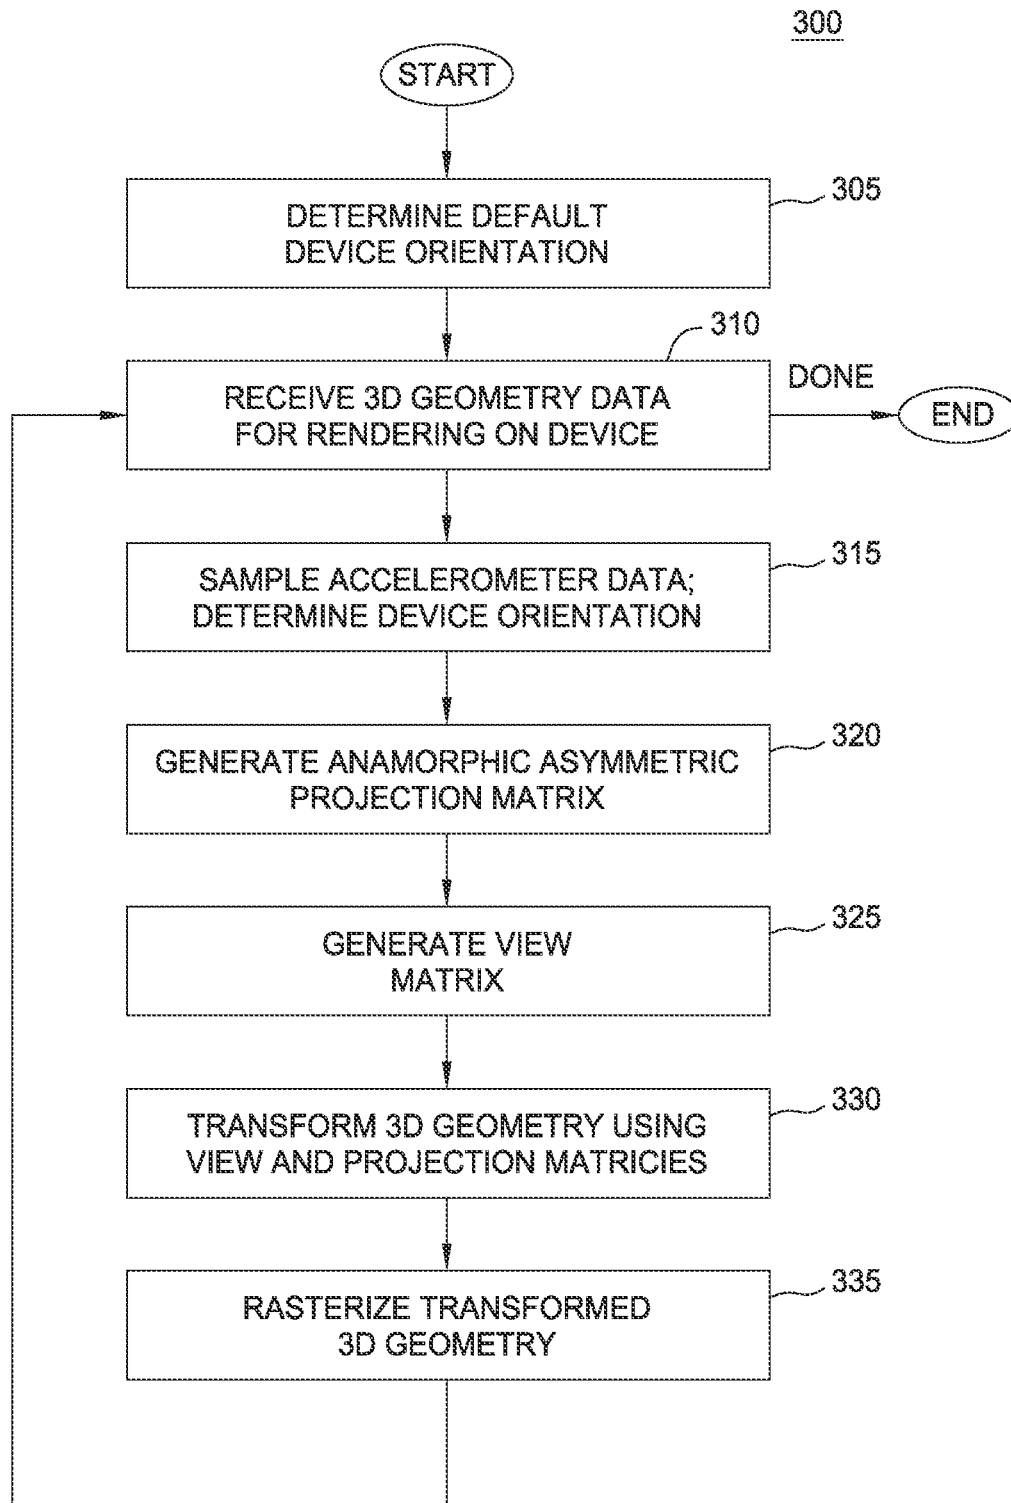 300
START
305
DETERMINE DEFAULT
DEVICE ORIENTATION
310
RECEIVE 3D GEOMETRY DATA
FOR RENDERING ON DEVICE
DONE
END
315
SAMPLE ACCELEROMETER DATA;
DETERMINE DEVICE ORIENTATION
320
GENERATE ANAMORPHIC ASYMMETRIC
PROJECTION MATRIX
325
GENERATE VIEW
MATRIX
330
TRANSFORM 3D GEOMETRY USING
VIEW AND PROJECTION MATRICIES
335
RASTERIZE TRANSFORMED
3D GEOMETRY